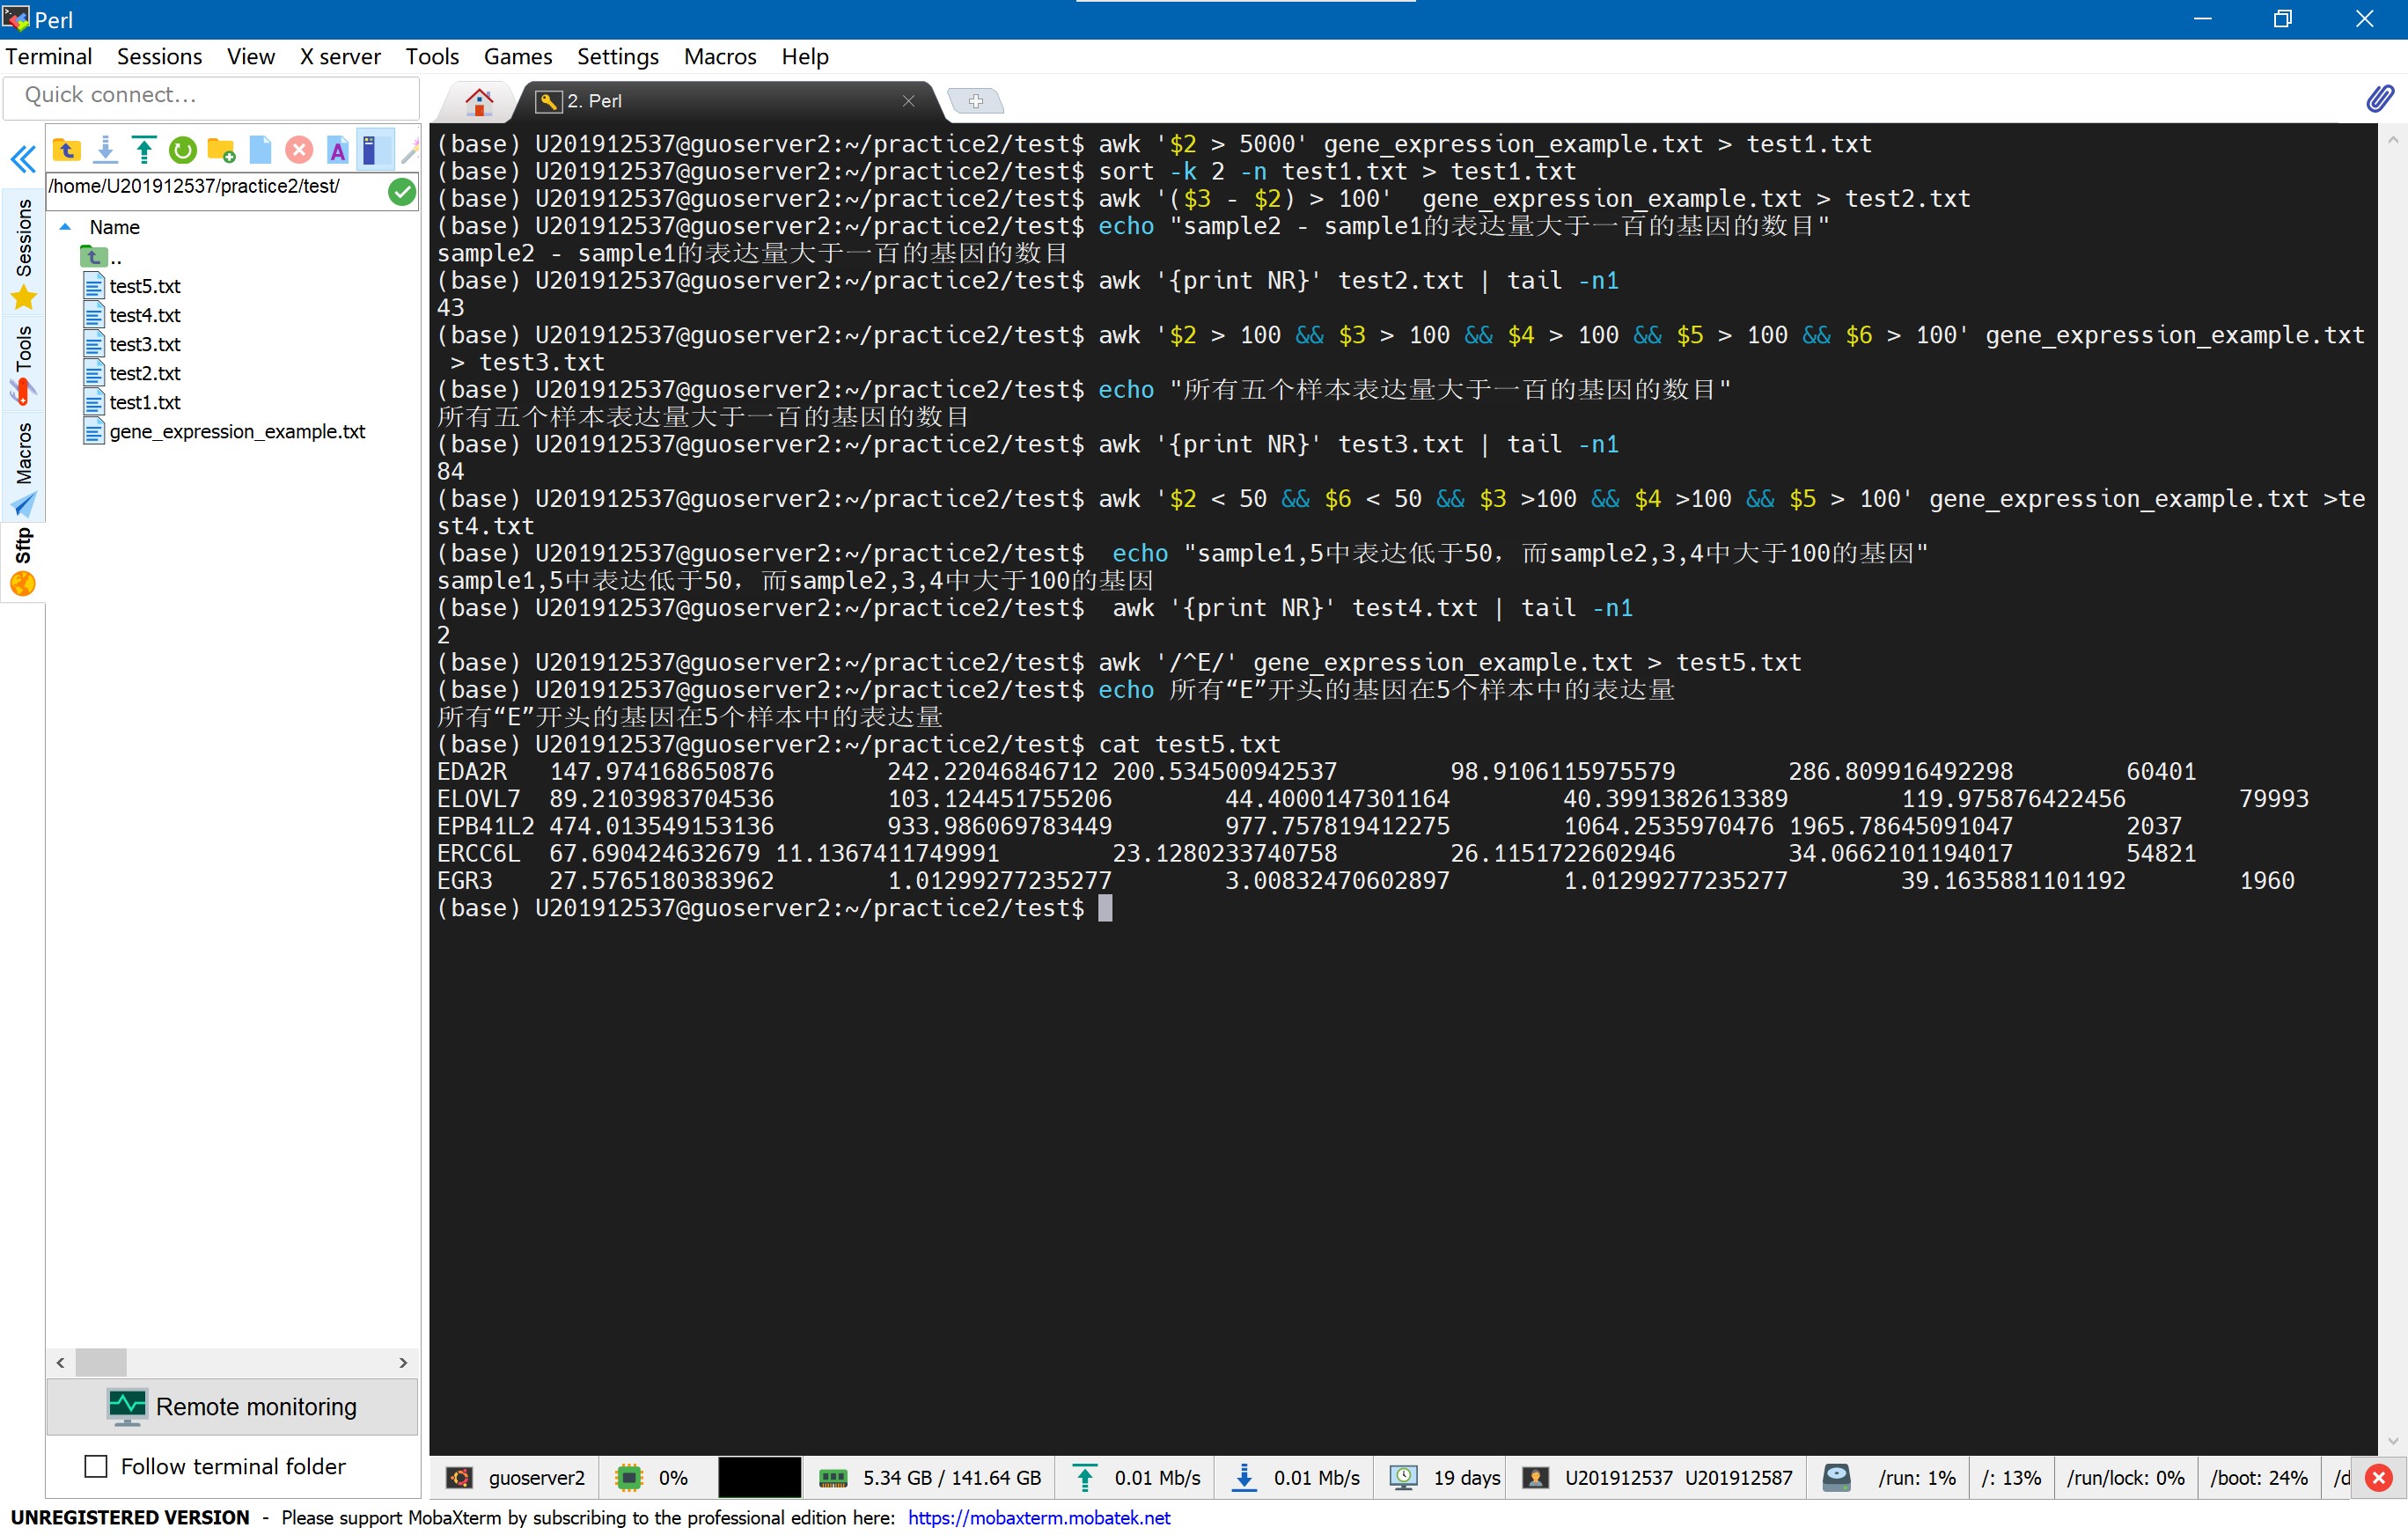 Perl
Terminal Sessions View X server Tools Games Settings Macros Help
Quick connect...
2. Perl
/home/U201912537/practice2/test/
Name
..
test5.txt
test4.txt
test3.txt
test2.txt
test1.txt
gene_expression_example.txt
Sessions
Tools
Macros
Sftp
(base) U201912537@guoserver2:~/practice2/test$ awk '$2 > 5000' gene_expression_example.txt > test1.txt
(base) U201912537@guoserver2:~/practice2/test$ sort -k 2 -n test1.txt > test1.txt
(base) U201912537@guoserver2:~/practice2/test$ awk '($3 - $2) > 100'  gene_expression_example.txt > test2.txt
(base) U201912537@guoserver2:~/practice2/test$ echo "sample2 - sample1的表达量大于一百的基因的数目"
sample2 - sample1的表达量大于一百的基因的数目
(base) U201912537@guoserver2:~/practice2/test$ awk '{print NR}' test2.txt | tail -n1
43
(base) U201912537@guoserver2:~/practice2/test$ awk '$2 > 100 && $3 > 100 && $4 > 100 && $5 > 100 && $6 > 100' gene_expression_example.txt
 > test3.txt
(base) U201912537@guoserver2:~/practice2/test$ echo "所有五个样本表达量大于一百的基因的数目"
所有五个样本表达量大于一百的基因的数目
(base) U201912537@guoserver2:~/practice2/test$ awk '{print NR}' test3.txt | tail -n1
84
(base) U201912537@guoserver2:~/practice2/test$ awk '$2 < 50 && $6 < 50 && $3 >100 && $4 >100 && $5 > 100' gene_expression_example.txt >te
st4.txt
(base) U201912537@guoserver2:~/practice2/test$  echo "sample1,5中表达低于50，而sample2,3,4中大于100的基因"
sample1,5中表达低于50，而sample2,3,4中大于100的基因
(base) U201912537@guoserver2:~/practice2/test$  awk '{print NR}' test4.txt | tail -n1
2
(base) U201912537@guoserver2:~/practice2/test$ awk '/^E/' gene_expression_example.txt > test5.txt
(base) U201912537@guoserver2:~/practice2/test$ echo 所有“E”开头的基因在5个样本中的表达量
所有“E”开头的基因在5个样本中的表达量
(base) U201912537@guoserver2:~/practice2/test$ cat test5.txt
EDA2R 147.974168650876 242.22046846712 200.534500942537 98.9106115975579 286.809916492298 60401
ELOVL7 89.2103983704536 103.124451755206 44.4000147301164 40.3991382613389 119.975876422456 79993
EPB41L2 474.013549153136 933.986069783449 977.757819412275 1064.2535970476 1965.78645091047 2037
ERCC6L 67.690424632679 11.1367411749991 23.1280233740758 26.1151722602946 34.0662101194017 54821
EGR3 27.5765180383962 1.01299277235277 3.00832470602897 1.01299277235277 39.1635881101192 1960
(base) U201912537@guoserver2:~/practice2/test$
Remote monitoring
Follow terminal folder
guoserver2 0% 5.34 GB / 141.64 GB 0.01 Mb/s 0.01 Mb/s 19 days U201912537 U201912587 /run: 1% /: 13% /run/lock: 0% /boot: 24% /d
UNREGISTERED VERSION - Please support MobaXterm by subscribing to the professional edition here: https://mobaxterm.mobatek.net